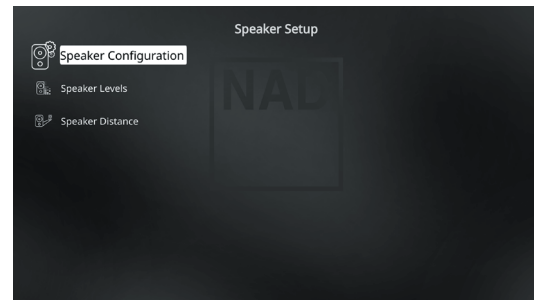 Speaker Setup
Speaker Configuration
NAD
Speaker Levels
Speaker Distance